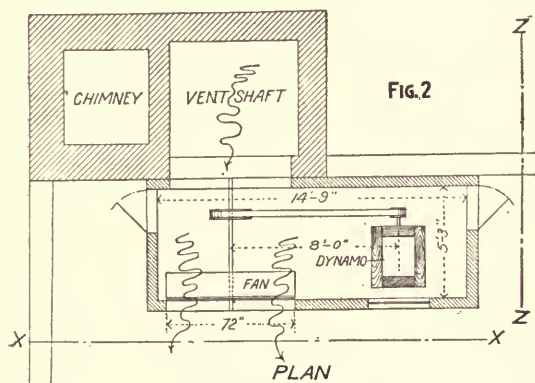 Z
FIG. 2
CHIMNEY
VENT SHAFT
14'-9"
5'-3"
8'-0"
DYNAMO
FAN
72"
Z
X
X
PLAN